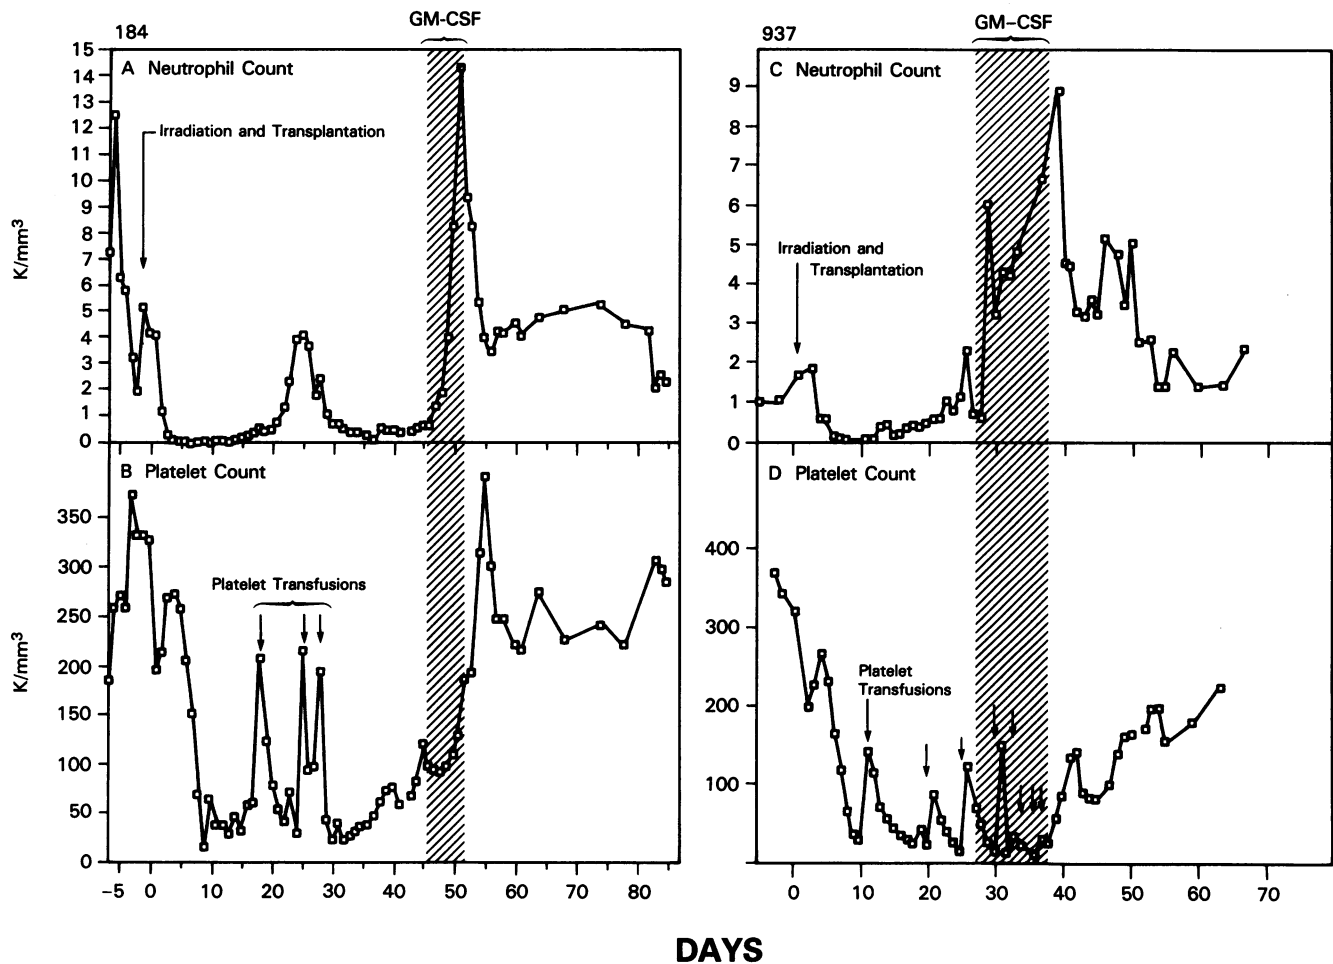 184
GM-CSF
A Neutrophil Count
Irradiation and Transplantation
15
14
13
12
11
10
9
8
7
6
5
4
3
2
1
0
K/mm³
B Platelet Count
Platelet Transfusions
350
300
250
200
150
100
50
0
K/mm³
-5 0 10 20 30 40 50 60 70 80
937
GM-CSF
C Neutrophil Count
Irradiation and
Transplantation
9
8
7
6
5
4
3
2
1
0
D Platelet Count
Platelet
Transfusions
400
300
200
100
0 10 20 30 40 50 60 70
DAYS